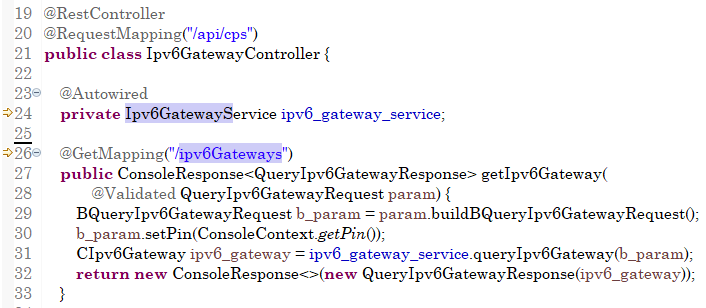 19 @RestController
20 @RequestMapping("/api/cps")
21 public class Ipv6GatewayController {
22
23 @Autowired
24 private Ipv6GatewayService ipv6_gateway_service;
25
26 @GetMapping("/ipv6Gateways")
27 public ConsoleResponse<QueryIpv6GatewayResponse> getIpv6Gateway(
28 @Validated QueryIpv6GatewayRequest param) {
29 BQueryIpv6GatewayRequest b_param = param.buildBQueryIpv6GatewayRequest();
30 b_param.setPin(ConsoleContext.getPin());
31 CIpv6Gateway ipv6_gateway = ipv6_gateway_service.queryIpv6Gateway(b_param);
32 return new ConsoleResponse<>(new QueryIpv6GatewayResponse(ipv6_gateway));
33 }